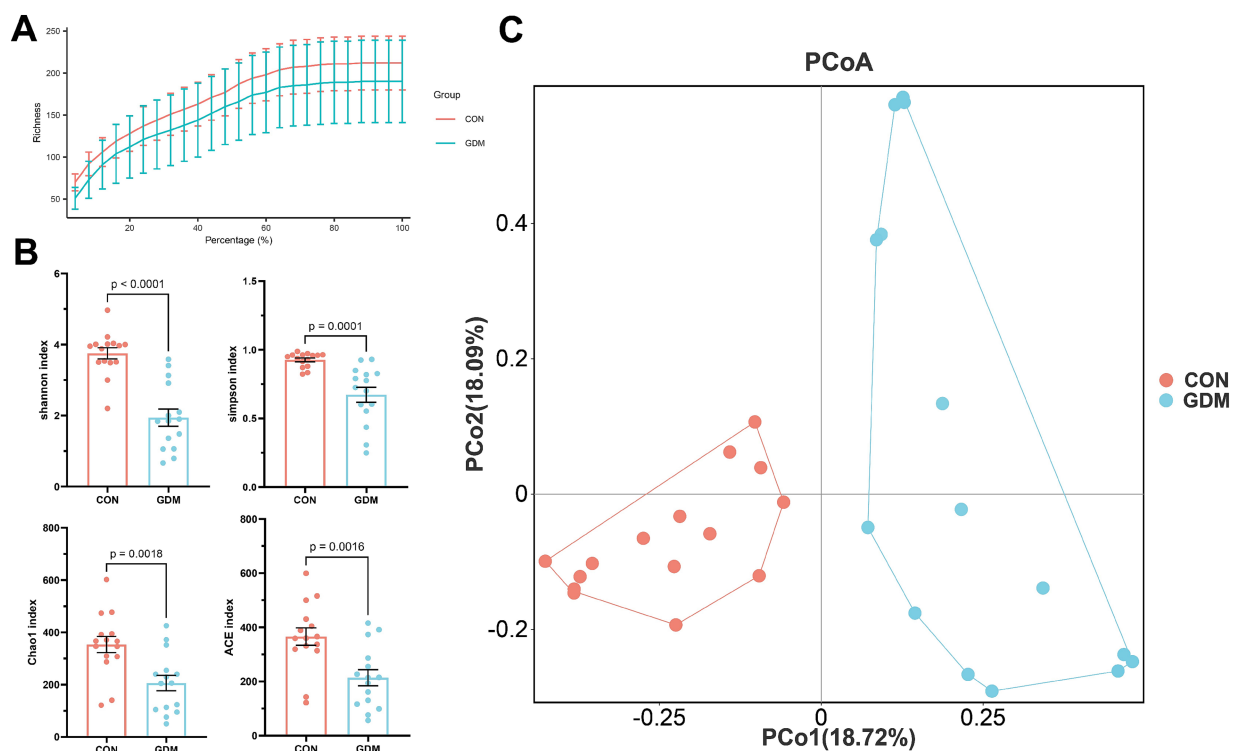 A
250
200
150
100
50
Richness
20
40
60
80
100
Percentage (%)
Group
CON
GDM
B
6
4
2
0
shannon index
p < 0.0001
CON
GDM
1.5
1.0
0.5
0.0
simpson index
p = 0.0001
CON
GDM
800
600
400
200
0
Chao1 index
p = 0.0018
CON
GDM
800
600
400
200
0
ACE index
p = 0.0016
CON
GDM
C
PCoA
0.4
0.2
0
-0.2
PCo2(18.09%)
-0.25
0
0.25
PCo1(18.72%)
CON
GDM